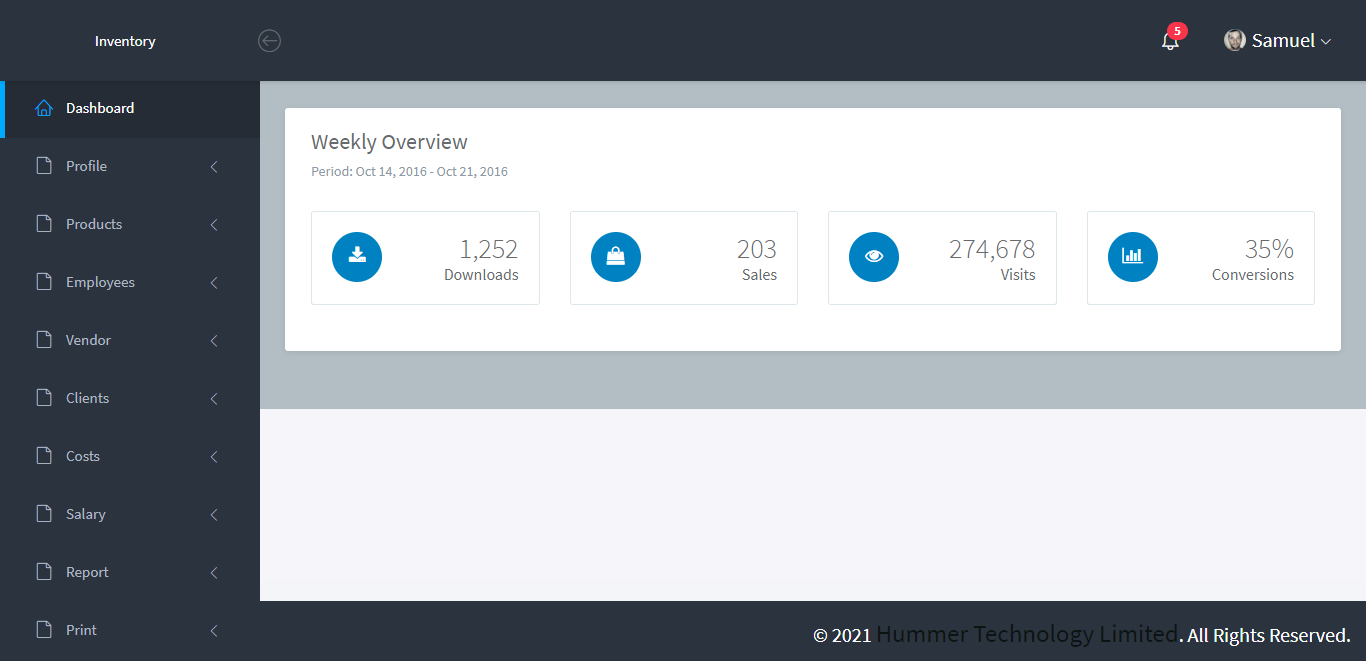 Inventory
5
Samuel
Dashboard
Profile
Products
Employees
Vendor
Clients
Costs
Salary
Report
Print
Weekly Overview
Period: Oct 14, 2016 - Oct 21, 2016
1,252
Downloads
203
Sales
274,678
Visits
35%
Conversions
© 2021 Hummer Technology Limited. All Rights Reserved.